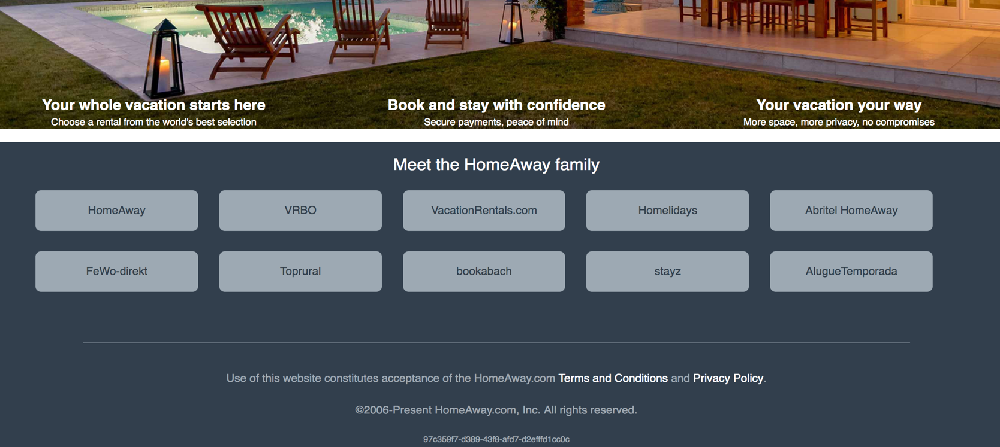 Your whole vacation starts here
Choose a rental from the world's best selection
Book and stay with confidence
Secure payments, peace of mind
Your vacation your way
More space, more privacy, no compromises
Meet the HomeAway family
HomeAway
VRBO
VacationRentals.com
Homelidays
Abritel HomeAway
FeWo-direkt
Toprural
bookabach
stayz
AlugueTemporada
Use of this website constitutes acceptance of the HomeAway.com Terms and Conditions and Privacy Policy.
©2006-Present HomeAway.com, Inc. All rights reserved.
97c359f7-d389-43f8-afd7-d2efffd1cc0c